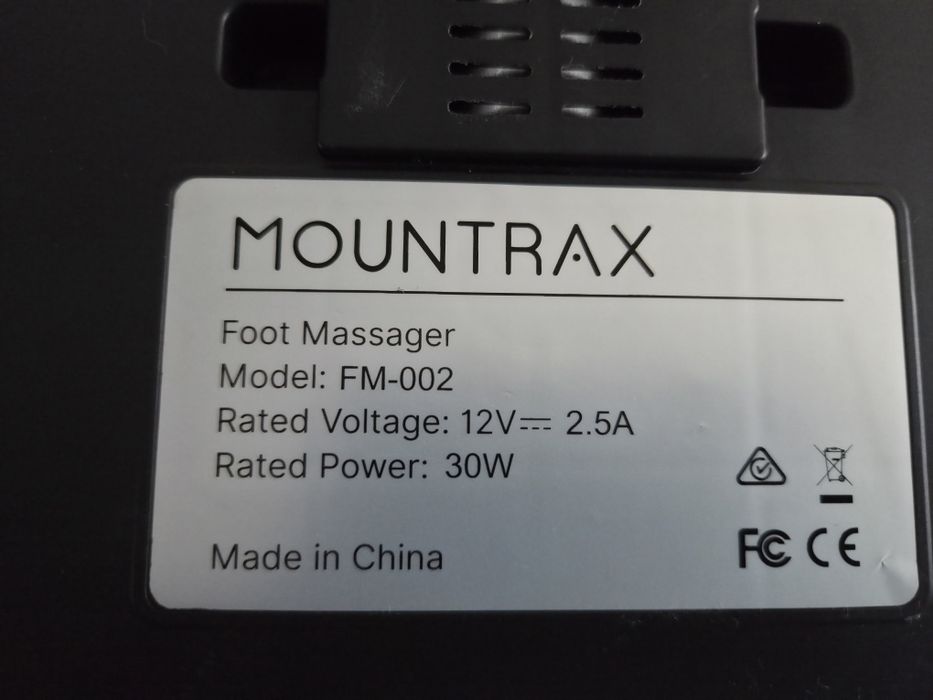 MOUNTRAX
Foot Massager
Model: FM-002
Rated Voltage: 12V⎓ 2.5A
Rated Power: 30W
Made in China
FC CE